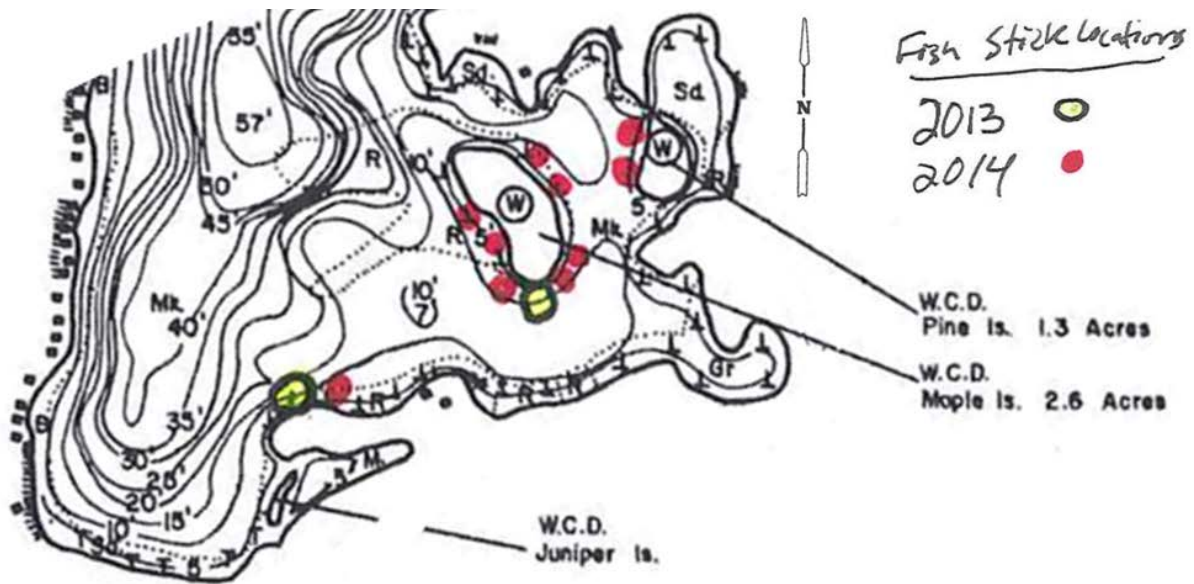 Fish Stick Locations
2013
2014
N
55'
57'
50'
45'
R
10'
Sd.
Sd.
W
W
5'
R 5'
Mk.
10'
7'
Mk.
40'
B
B
35'
30'
25'
20'
15'
10'
5
R
R
Gr
M.
5'
W.C.D.
Pine Is. 1.3 Acres
W.C.D.
Maple Is. 2.6 Acres
W.C.D.
Juniper Is.